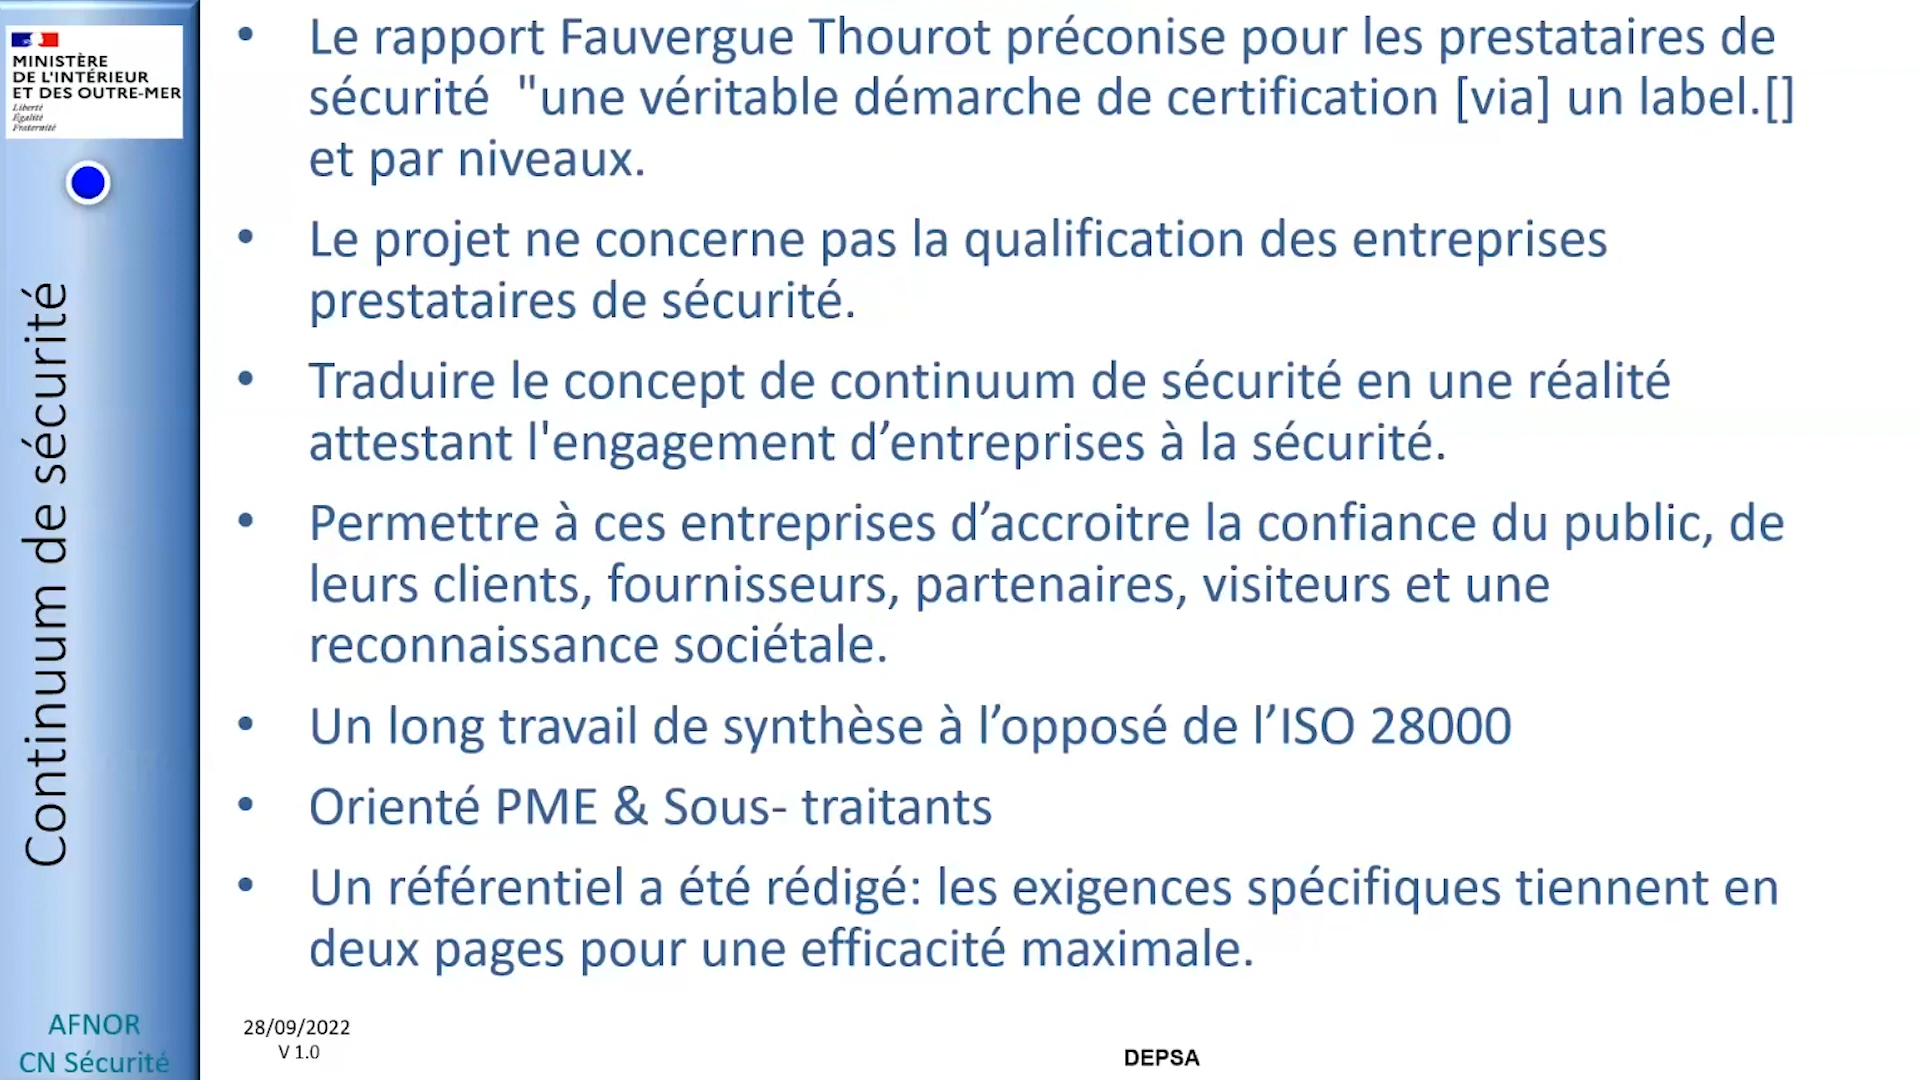 MINISTÈRE
DE L'INTÉRIEUR
ET DES OUTRE-MER
Liberté
Égalité
Fraternité
Continuum de sécurité
AFNOR
CN Sécurité
• Le rapport Fauvergue Thourot préconise pour les prestataires de
sécurité "une véritable démarche de certification [via] un label.[]
et par niveaux.
• Le projet ne concerne pas la qualification des entreprises
prestataires de sécurité.
• Traduire le concept de continuum de sécurité en une réalité
attestant l'engagement d’entreprises à la sécurité.
• Permettre à ces entreprises d’accroitre la confiance du public, de
leurs clients, fournisseurs, partenaires, visiteurs et une
reconnaissance sociétale.
• Un long travail de synthèse à l’opposé de l’ISO 28000
• Orienté PME & Sous- traitants
• Un référentiel a été rédigé: les exigences spécifiques tiennent en
deux pages pour une efficacité maximale.
28/09/2022
V 1.0
DEPSA